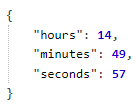 {
    "hours": 14,
    "minutes": 49,
    "seconds": 57
}